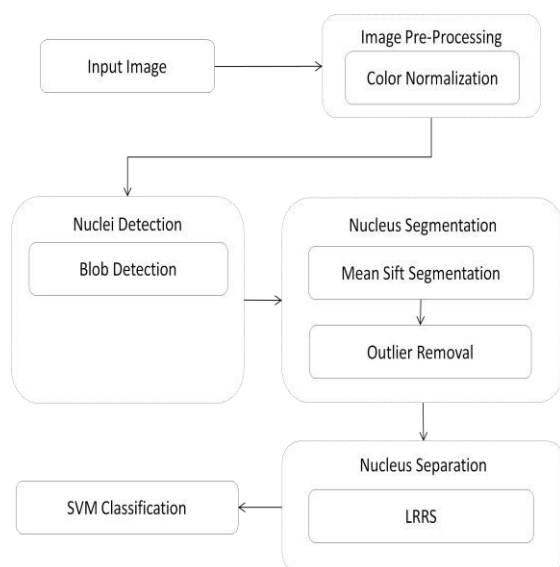 Image Pre-Processing
Input Image
Color Normalization
Nuclei Detection
Blob Detection
Nucleus Segmentation
Mean Sift Segmentation
Outlier Removal
Nucleus Separation
LRRS
SVM Classification